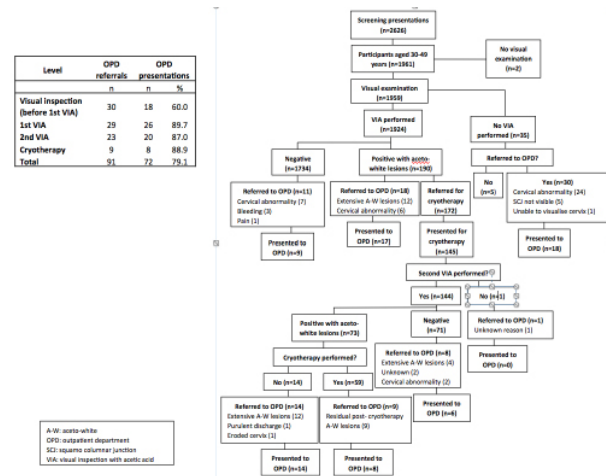 Screening presentations
(n=2626)
Participants aged 30-49
years (n=1961)
No visual
examination
(n=2)
Visual examination
(n=1959)
VIA performed
(n=1924)
No VIA
performed (n=35)
Negative
(n=1734)
Positive with aceto-
white lesions (n=190)
Referred to OPD?
No
(n=5)
Yes (n=30)
Cervical abnormality (24)
SCJ not visible (5)
Unable to visualise cervix (1)
Referred to OPD (n=11)
Cervical abnormality (7)
Bleeding (3)
Pain (1)
Referred to OPD (n=18)
Extensive A-W lesions (12)
Cervical abnormality (6)
Referred for
cryotherapy
(n=172)
Presented to
OPD (n=9)
Presented to
OPD (n=17)
Presented for
cryotherapy
(n=145)
Presented to
OPD (n=18)
Second VIA performed?
Yes (n=144)
No (n=1)
Positive with aceto-
white lesions (n=73)
Negative
(n=71)
Referred to OPD (n=1)
Unknown reason (1)
Cryotherapy performed?
Referred to OPD (n=8)
Extensive A-W lesions (4)
Unknown (2)
Cervical abnormality (2)
Presented to
OPD (n=0)
No (n=14)
Yes (n=59)
Referred to OPD (n=14)
Extensive A-W lesions (12)
Purulent discharge (1)
Eroded cervix (1)
Referred to OPD (n=9)
Residual post- cryotherapy
A-W lesions (9)
Presented to
OPD (n=6)
Presented to
OPD (n=14)
Presented to
OPD (n=8)
Level OPD referrals OPD presentations
n n %
Visual inspection
(before 1st VIA) 30 18 60.0
1st VIA 29 26 89.7
2nd VIA 23 20 87.0
Cryotherapy 9 8 88.9
Total 91 72 79.1
A-W: aceto-white
OPD: outpatient department
SCJ: squamo columnar junction
VIA: visual inspection with acetic acid